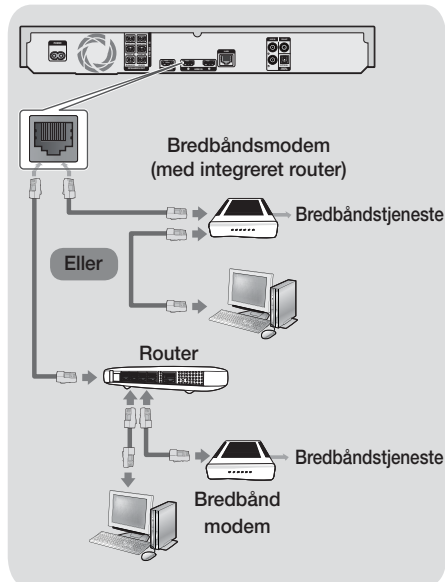 Bredbåndsmodem
(med integreret router)
Bredbåndstjeneste
Eller
Router
Bredbåndstjeneste
Bredbånd
modem